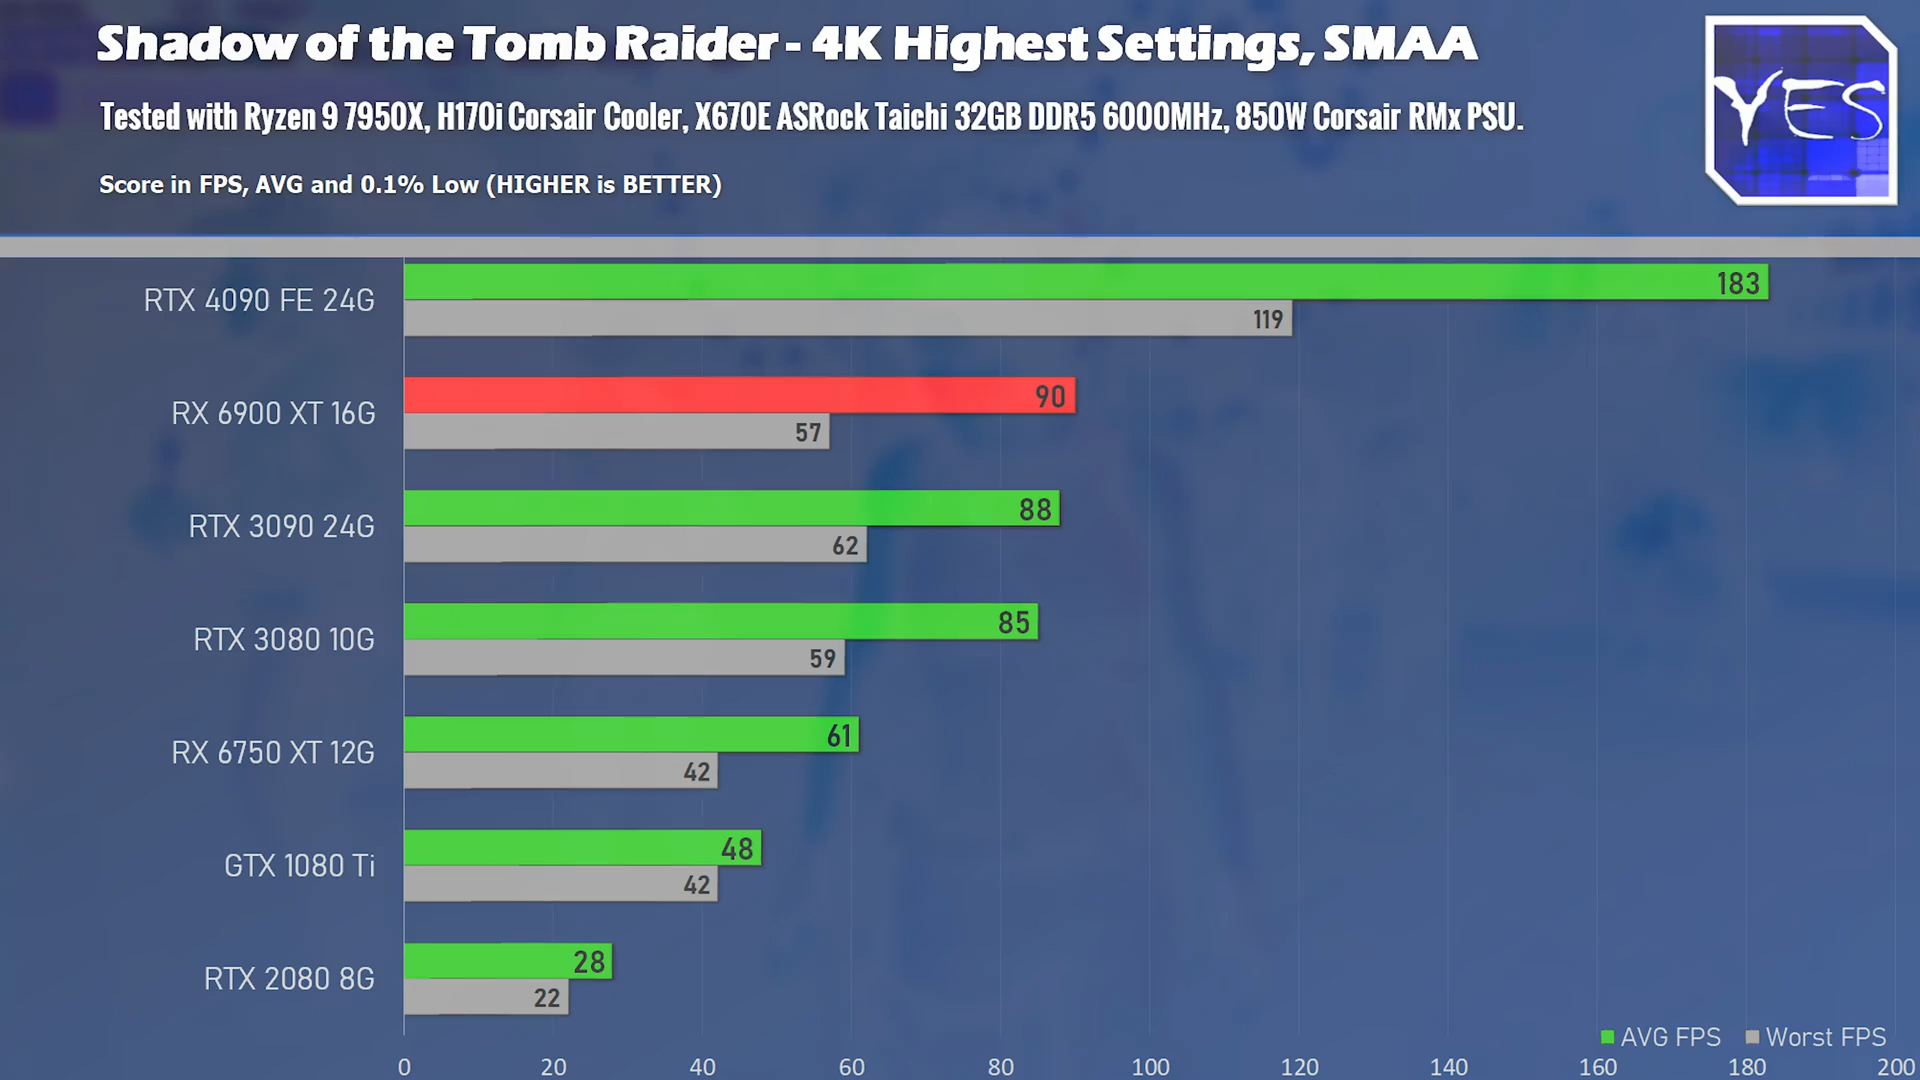 Shadow of the Tomb Raider - 4K Highest Settings, SMAA
YES
Tested with Ryzen 9 7950X, H170i Corsair Cooler, X670E ASRock Taichi 32GB DDR5 6000MHz, 850W Corsair RMx PSU.
Score in FPS, AVG and 0.1% Low (HIGHER is BETTER)
RTX 4090 FE 24G
183
119
RX 6900 XT 16G
90
57
RTX 3090 24G
88
62
RTX 3080 10G
85
59
RX 6750 XT 12G
61
42
GTX 1080 Ti
48
42
RTX 2080 8G
28
22
AVG FPS Worst FPS
0 20 40 60 80 100 120 140 160 180 200